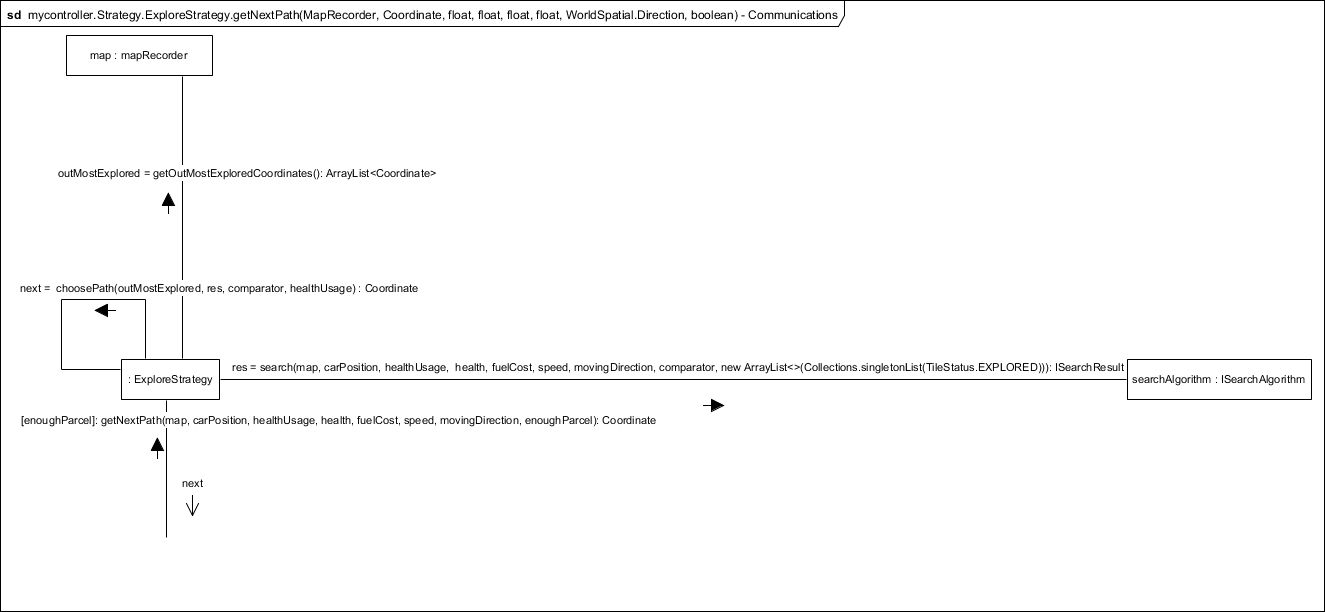 sd mycontroller.Strategy.ExploreStrategy.getNextPath(MapRecorder, Coordinate, float, float, float, float, WorldSpatial.Direction, boolean) - Communications
map : mapRecorder
outMostExplored = getOutMostExploredCoordinates(): ArrayList<Coordinate>
next = choosePath(outMostExplored, res, comparator, healthUsage) : Coordinate
res = search(map, carPosition, healthUsage, health, fuelCost, speed, movingDirection, comparator, new ArrayList<>(Collections.singletonList(TileStatus.EXPLORED))): ISearchResult
: ExploreStrategy
searchAlgorithm : ISearchAlgorithm
[enoughParcel]: getNextPath(map, carPosition, healthUsage, health, fuelCost, speed, movingDirection, enoughParcel): Coordinate
next